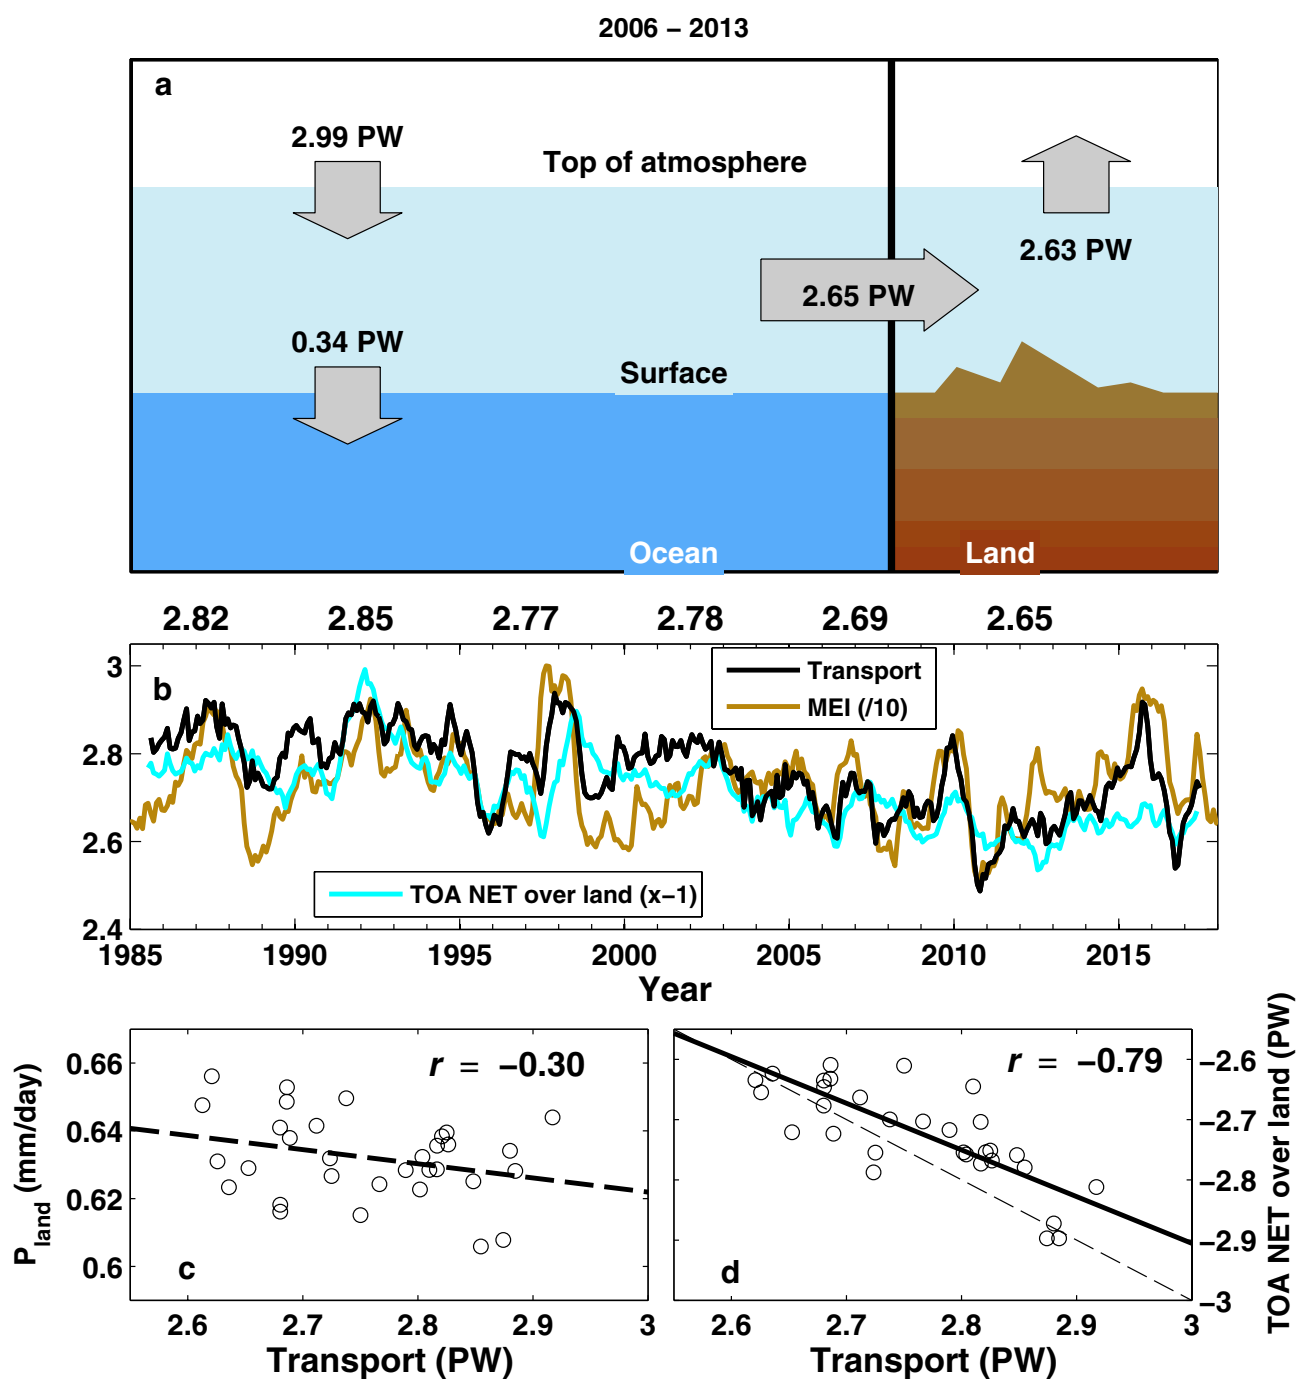 2006 – 2013
a
2.99 PW
Top of atmosphere
2.63 PW
2.65 PW
0.34 PW
Surface
Ocean
Land
2.82 2.85 2.77 2.78 2.69 2.65
3
2.8
2.6
2.4
b
Transport
MEI (/10)
TOA NET over land (x−1)
1985 1990 1995 2000 2005 2010 2015
Year
P_land (mm/day)
0.66
0.64
0.62
0.6
r = −0.30
c
2.6 2.7 2.8 2.9 3
Transport (PW)
r = −0.79
d
−2.6
−2.7
−2.8
−2.9
−3
TOA NET over land (PW)
2.6 2.7 2.8 2.9 3
Transport (PW)